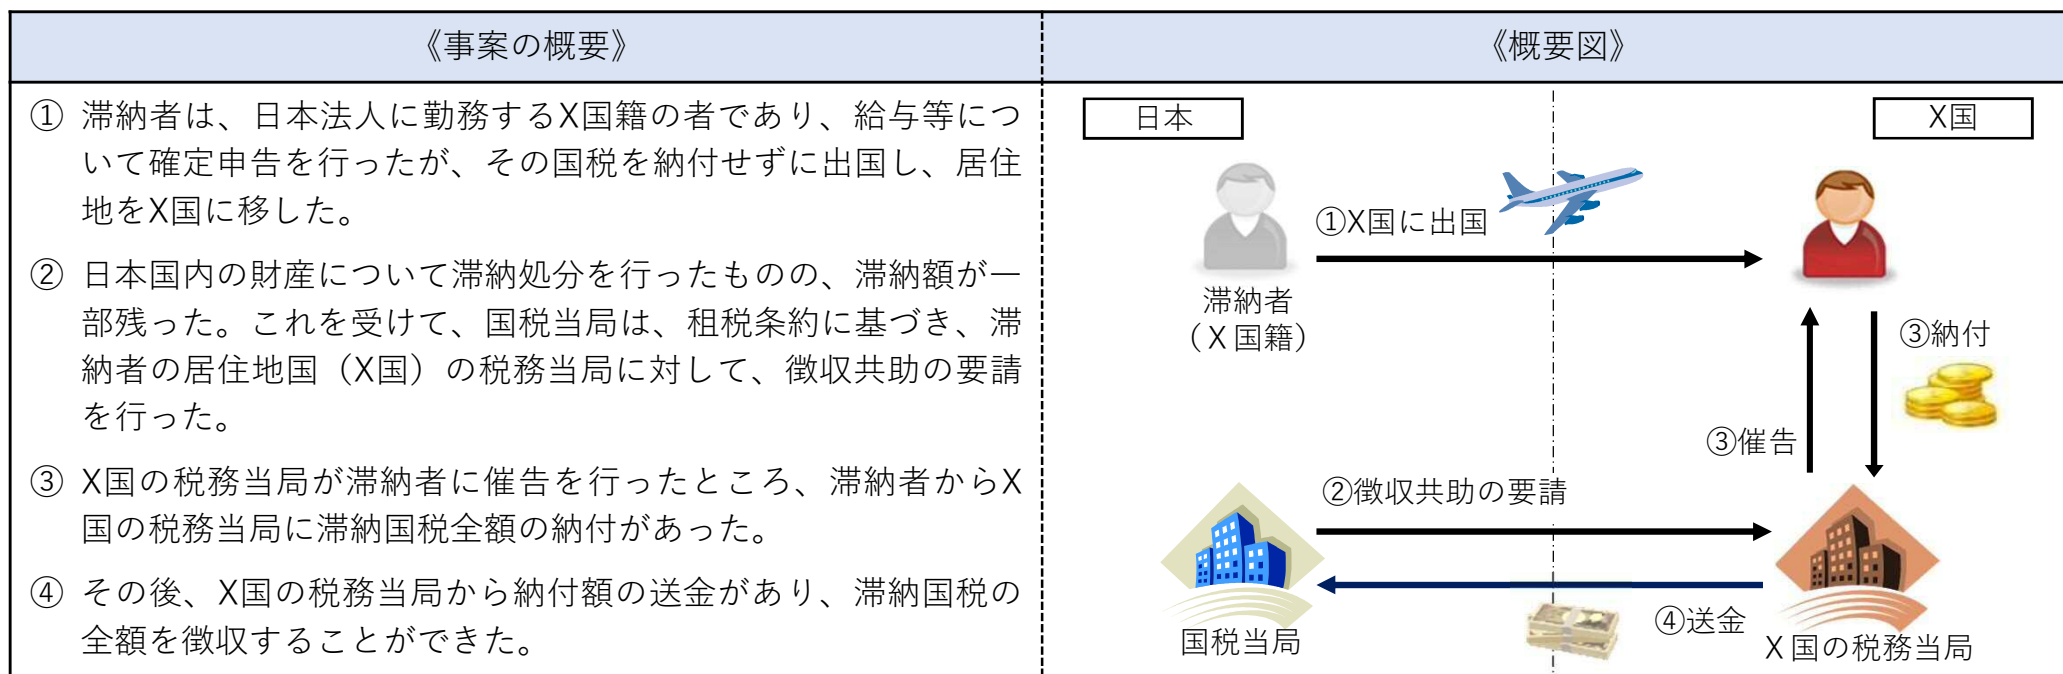 《事案の概要》
① 滞納者は、日本法人に勤務するX国籍の者であり、給与等につ
いて確定申告を行ったが、その国税を納付せずに出国し、居住
地をX国に移した。
② 日本国内の財産について滞納処分を行ったものの、滞納額が一
部残った。これを受けて、国税当局は、租税条約に基づき、滞
納者の居住地国（X国）の税務当局に対して、徴収共助の要請
を行った。
③ X国の税務当局が滞納者に催告を行ったところ、滞納者からX
国の税務当局に滞納国税全額の納付があった。
④ その後、X国の税務当局から納付額の送金があり、滞納国税の
全額を徴収することができた。
《概要図》
日本
X国
①X国に出国
滞納者
（X国籍）
③納付
③催告
②徴収共助の要請
④送金
国税当局
X国の税務当局